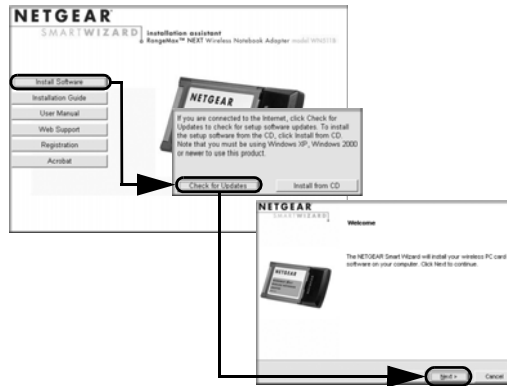 NETGEAR
SMARTWIZARD
installation assistant
RangeMax™ NEXT Wireless Notebook Adapter model WN511B
Install Software
Installation Guide
User Manual
Web Support
Registration
Acrobat
NETGEAR
If you are connected to the Internet, click Check for
Updates to check for setup software updates. To install
the setup software from the CD, click Install from CD.
Note that you must be using Windows XP, Windows 2000
or newer to use this product.
Check for Updates
Install from CD
NETGEAR
SMARTWIZARD
Welcome
The NETGEAR Smart Wizard will install your wireless PC card
software on your computer. Click Next to continue.
NETGEAR
Next >
Cancel